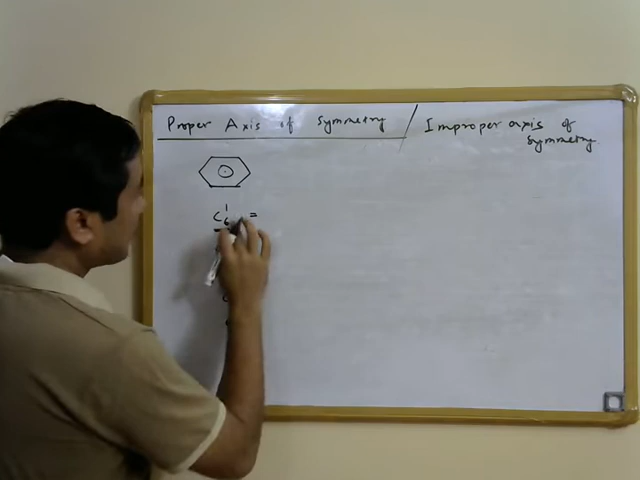 Proper Axis of Symmetry / Improper axis of
Symmetry
C₆¹ =